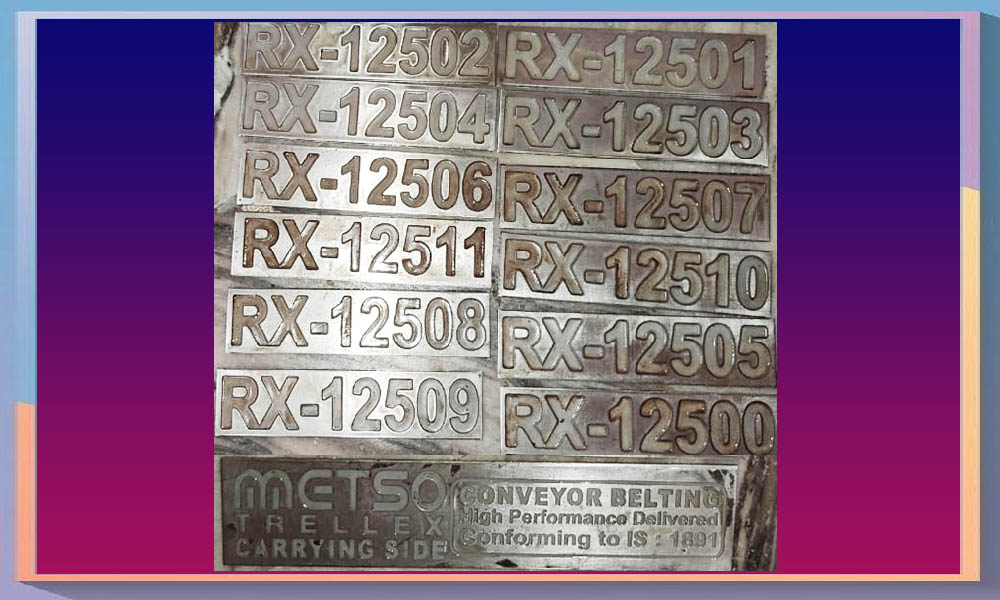 RX-12502 RX-12501
RX-12504 RX-12503
RX-12506 RX-12507
RX-12511 RX-12510
RX-12508 RX-12505
RX-12509 RX-12500
METSO
TRELLEX
CARRYING SIDE
CONVEYOR BELTING
High Performance Delivered
Conforming to IS : 1891